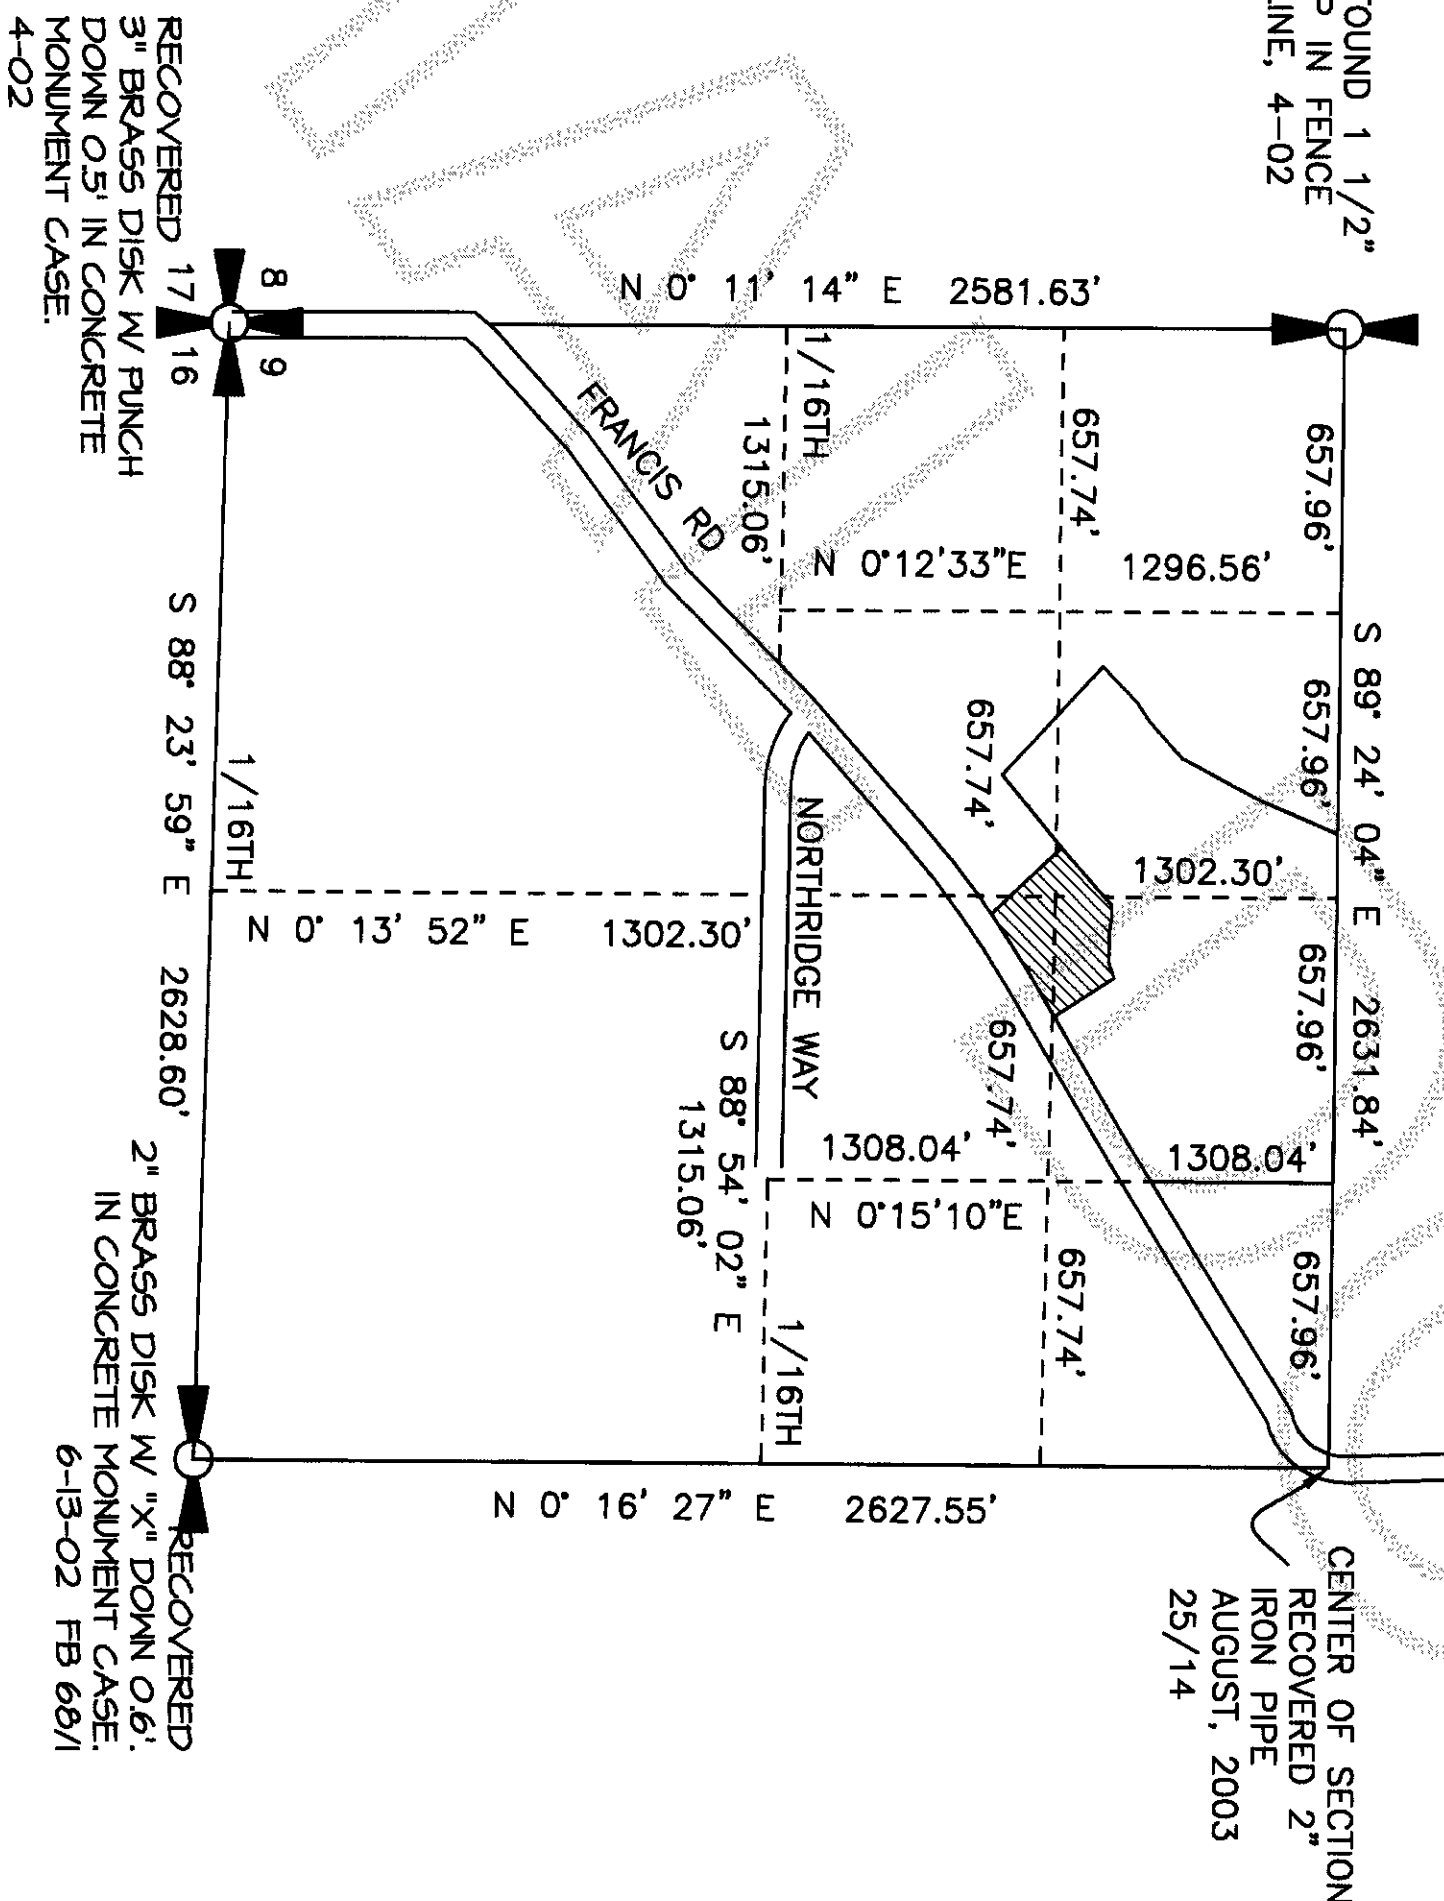 FOUND 1 1/2"
IN FENCE
LINE, 4-02
N 0° 11' 14" E 2581.63'
657.96'
657.74'
1/16TH
1315.06'
N 0°12'33"E 1296.56'
S 89° 24' 04" E 2631.84'
657.96'
657.74'
1302.30'
657.96'
657.74'
1308.04'
1308.04'
N 0°15'10"E
657.96'
657.74'
FRANCIS RD
NORTHRIDGE WAY
S 88° 54' 02" E
1315.06'
1/16TH
N 0° 13' 52" E 1302.30'
1/16TH
S 88° 23' 59" E 2628.60'
N 0° 16' 27" E 2627.55'
8
9
17
16
RECOVERED
3" BRASS DISK W/ PUNCH
DOWN 0.5' IN CONCRETE
MONUMENT CASE.
4-02
RECOVERED
2" BRASS DISK W/ "X" DOWN 0.6'.
IN CONCRETE MONUMENT CASE.
6-13-02 FB 68/1
CENTER OF SECTION
RECOVERED 2"
IRON PIPE
AUGUST, 2003
25/14